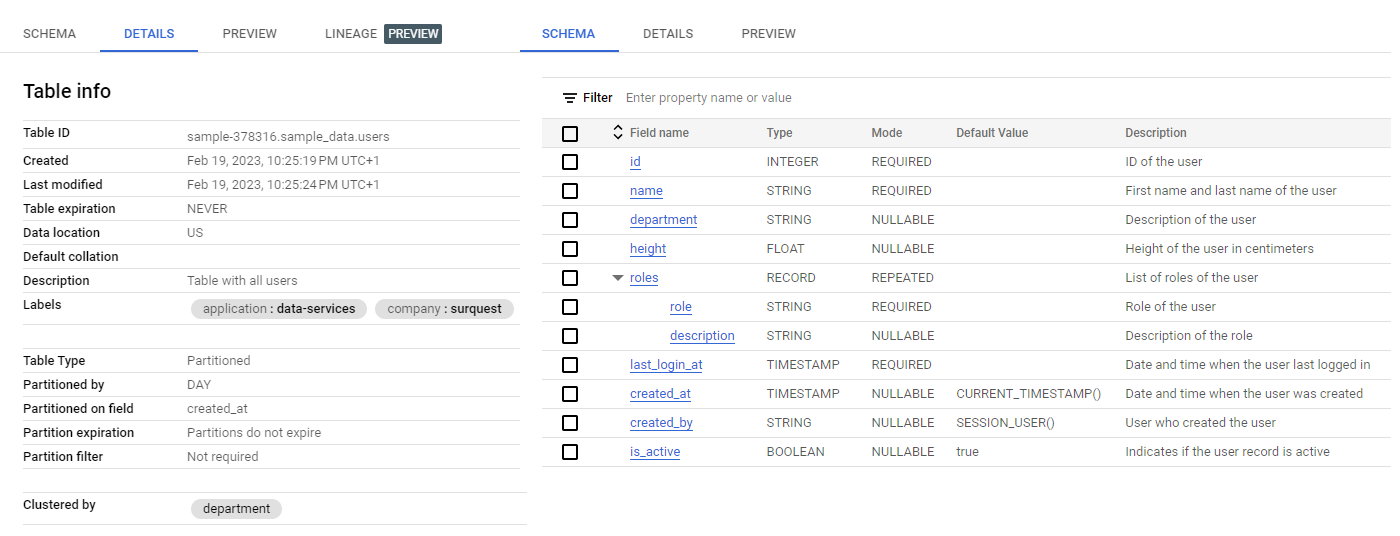 SCHEMA DETAILS PREVIEW LINEAGE PREVIEW
Table info
Table ID sample-378316.sample_data.users
Created Feb 19, 2023, 10:25:19 PM UTC+1
Last modified Feb 19, 2023, 10:25:24 PM UTC+1
Table expiration NEVER
Data location US
Default collation
Description Table with all users
Labels application : data-services company : surquest
Table Type Partitioned
Partitioned by DAY
Partitioned on field created_at
Partition expiration Partitions do not expire
Partition filter Not required
Clustered by department
SCHEMA DETAILS PREVIEW
Filter Enter property name or value
Field name Type Mode Default Value Description
id INTEGER REQUIRED ID of the user
name STRING REQUIRED First name and last name of the user
department STRING NULLABLE Description of the user
height FLOAT NULLABLE Height of the user in centimeters
roles RECORD REPEATED List of roles of the user
role STRING REQUIRED Role of the user
description STRING NULLABLE Description of the role
last_login_at TIMESTAMP REQUIRED Date and time when the user last logged in
created_at TIMESTAMP NULLABLE CURRENT_TIMESTAMP() Date and time when the user was created
created_by STRING NULLABLE SESSION_USER() User who created the user
is_active BOOLEAN NULLABLE true Indicates if the user record is active